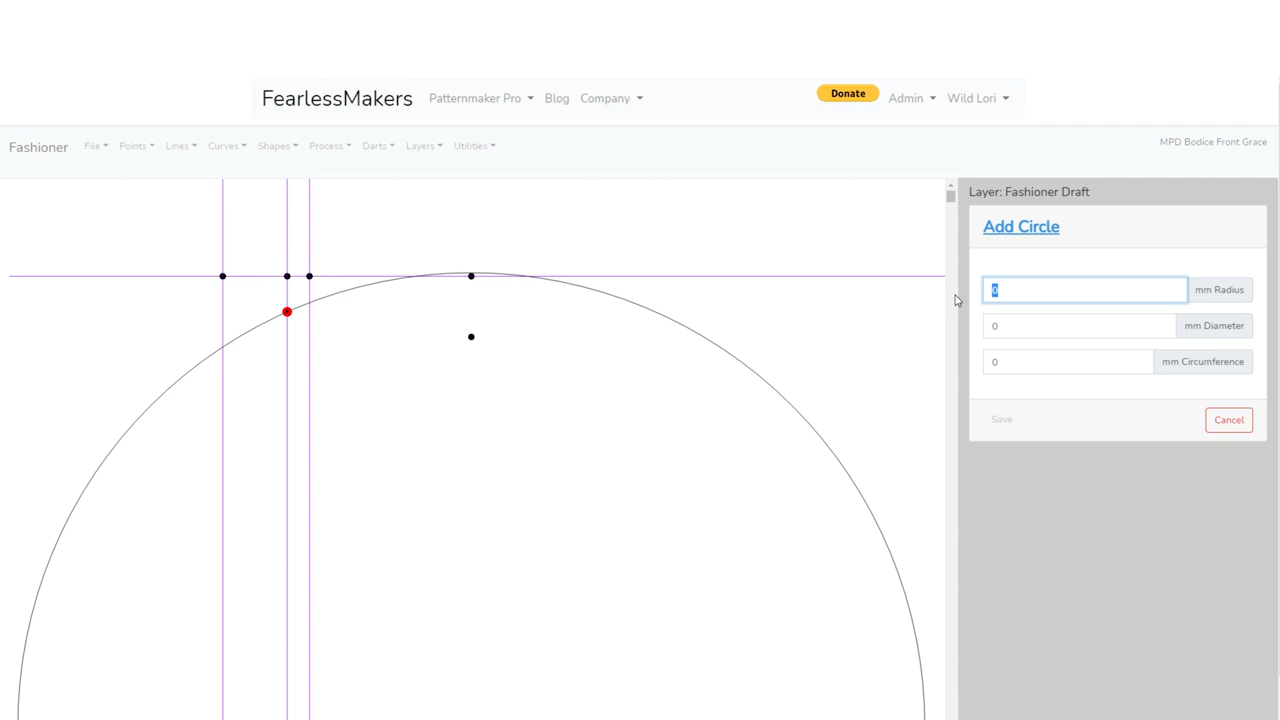 FearlessMakers Patternmaker Pro Blog Company Donate Admin Wild Lori
Fashioner File Points Lines Curves Shapes Process Darts Layers Utilities MPD Bodice Front Grace
Layer: Fashioner Draft
Add Circle
0 mm Radius
0 mm Diameter
0 mm Circumference
Save Cancel